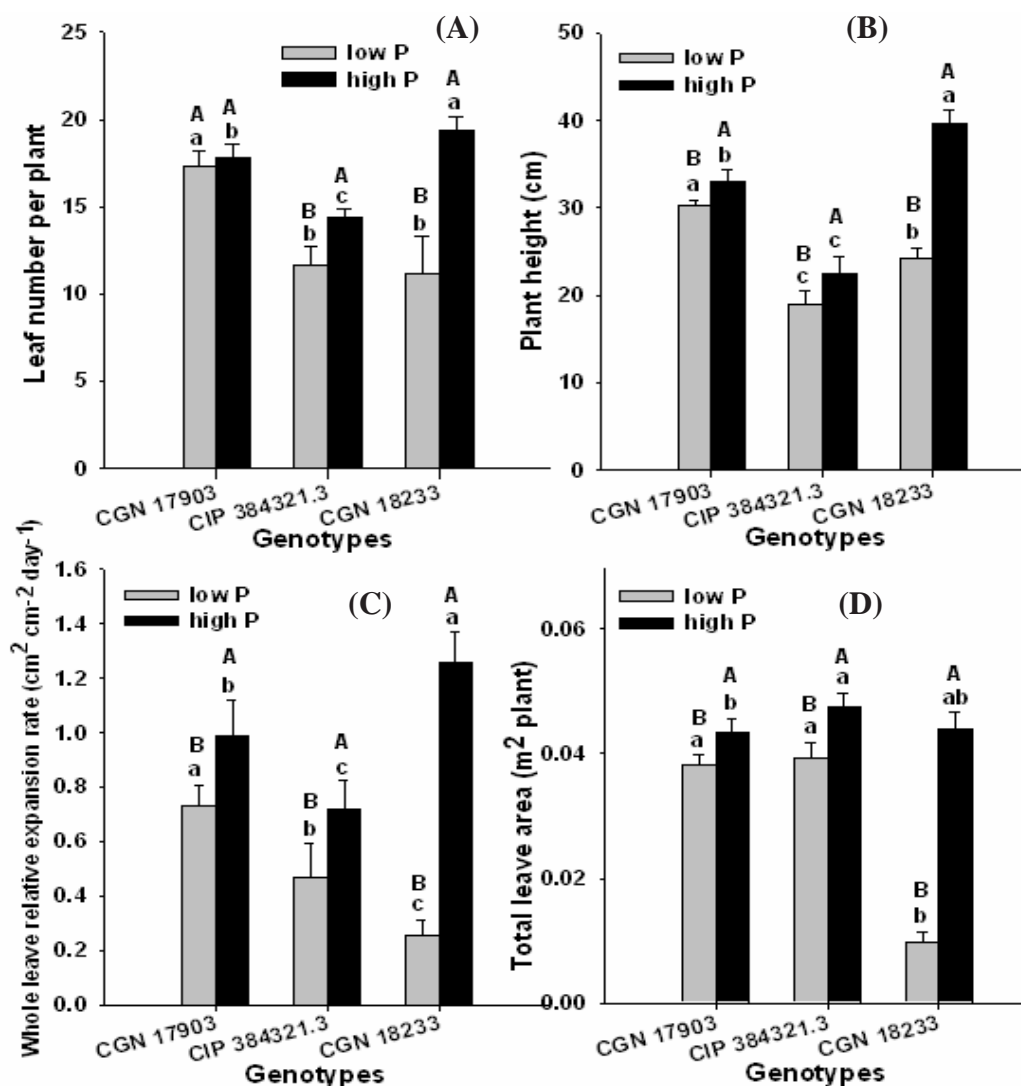 (A)
25
20
15
10
5
0
Leaf number per plant
low P
high P
A
a
A
b
B
b
A
c
B
b
A
a
CGN 17903
CIP 384321.3
CGN 18233
Genotypes
(B)
50
40
30
20
10
0
Plant height (cm)
low P
high P
B
a
A
b
B
c
A
c
B
b
A
a
CGN 17903
CIP 384321.3
CGN 18233
Genotypes
(C)
1.6
1.4
1.2
1.0
0.8
0.6
0.4
0.2
0.0
Whole leave relative expansion rate (cm² cm-² day-1)
low P
high P
B
a
A
b
B
b
A
c
B
c
A
a
CGN 17903
CIP 384321.3
CGN 18233
Genotypes
(D)
0.06
0.04
0.02
0.00
Total leave area (m² plant)
low P
high P
B
a
A
b
B
a
A
a
B
b
A
ab
CGN 17903
CIP 384321.3
CGN 18233
Genotypes